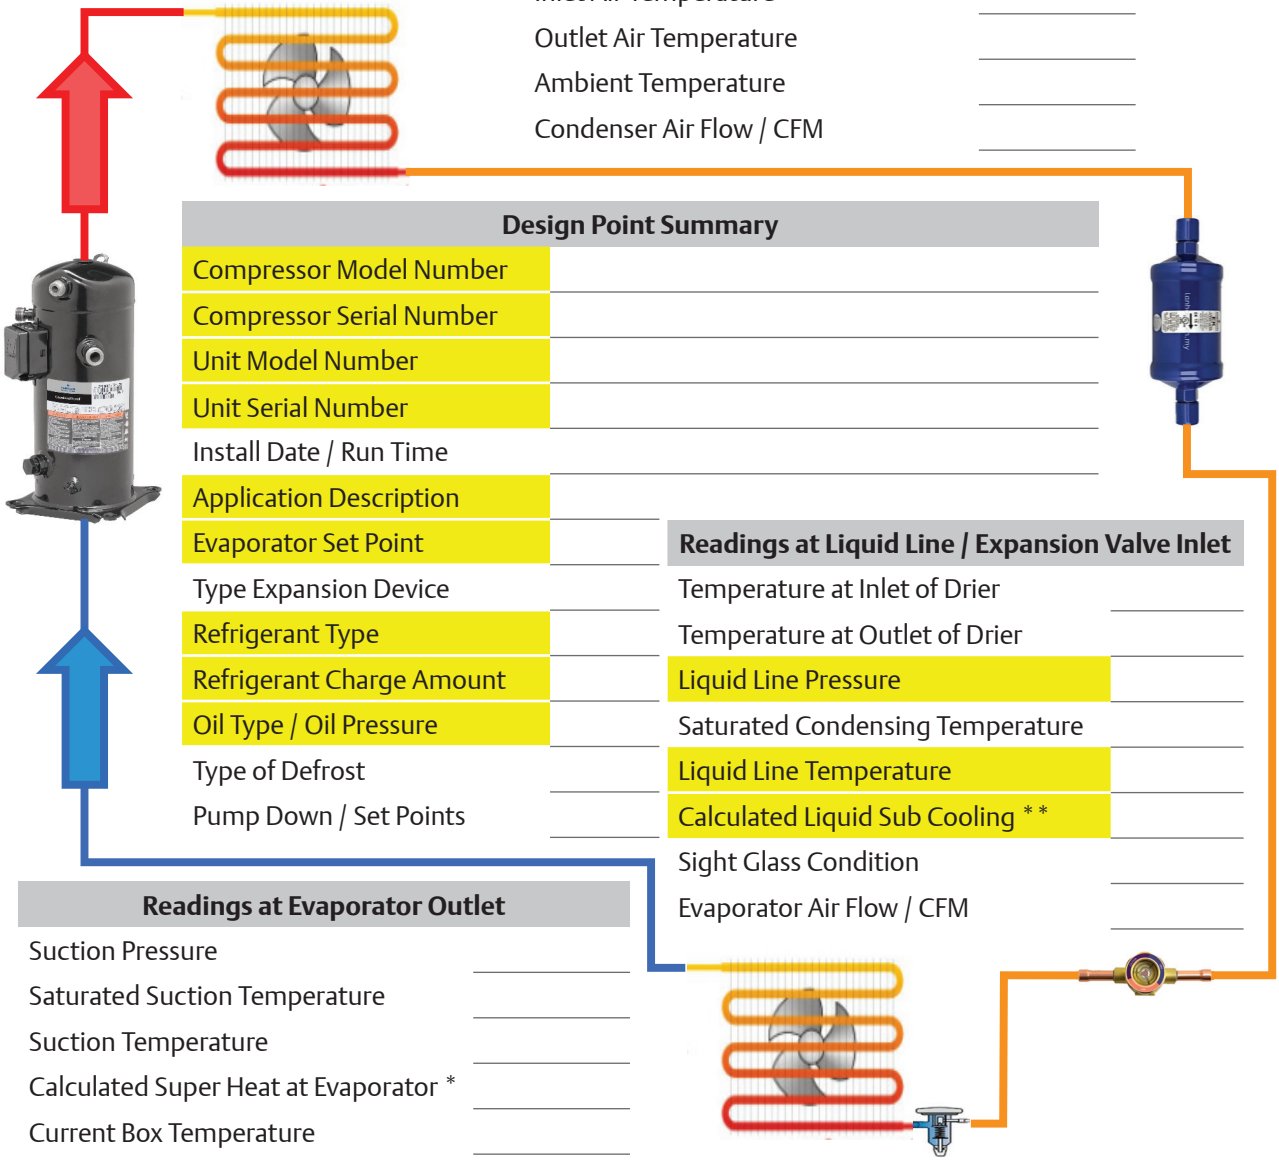 Inlet Air Temperature
Outlet Air Temperature
Ambient Temperature
Condenser Air Flow / CFM
Design Point Summary
Compressor Model Number
Compressor Serial Number
Unit Model Number
Unit Serial Number
Install Date / Run Time
Application Description
Evaporator Set Point
Type Expansion Device
Refrigerant Type
Refrigerant Charge Amount
Oil Type / Oil Pressure
Type of Defrost
Pump Down / Set Points
Readings at Liquid Line / Expansion Valve Inlet
Temperature at Inlet of Drier
Temperature at Outlet of Drier
Liquid Line Pressure
Saturated Condensing Temperature
Liquid Line Temperature
Calculated Liquid Sub Cooling **
Sight Glass Condition
Evaporator Air Flow / CFM
Readings at Evaporator Outlet
Suction Pressure
Saturated Suction Temperature
Suction Temperature
Calculated Super Heat at Evaporator *
Current Box Temperature